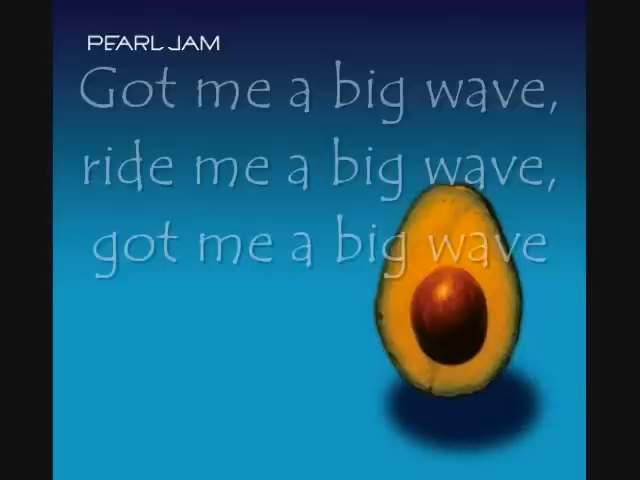 PEARL JAM
Got me a big wave,
ride me a big wave,
got me a big wave